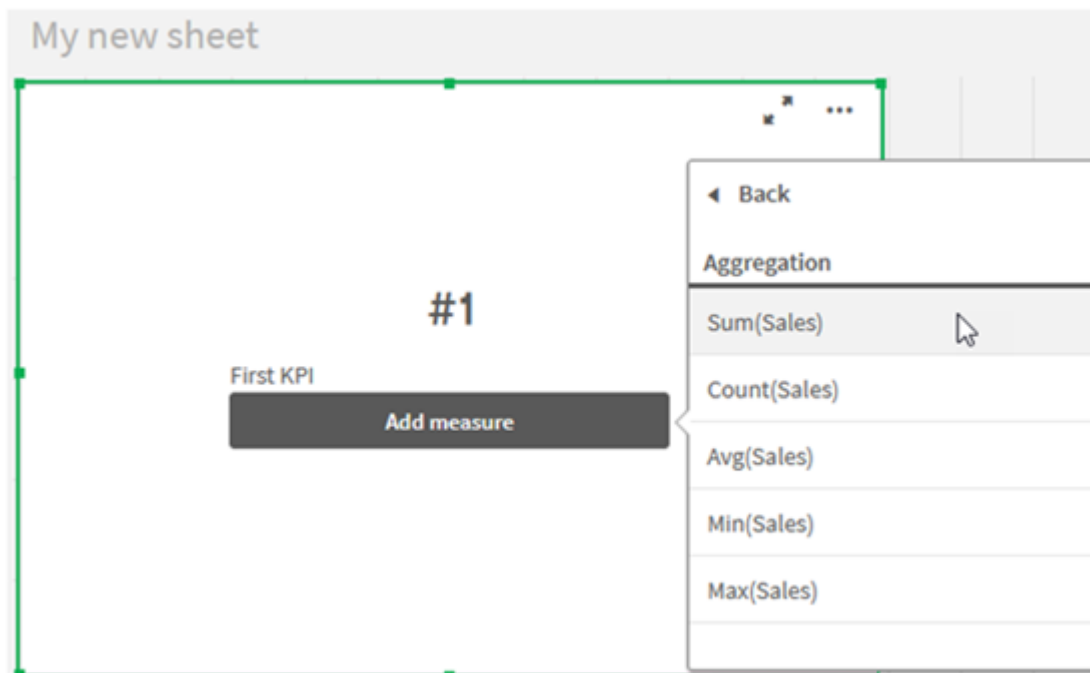 My new sheet
...
Back
Aggregation
#1
Sum(Sales)
First KPI
Count(Sales)
Add measure
Avg(Sales)
Min(Sales)
Max(Sales)